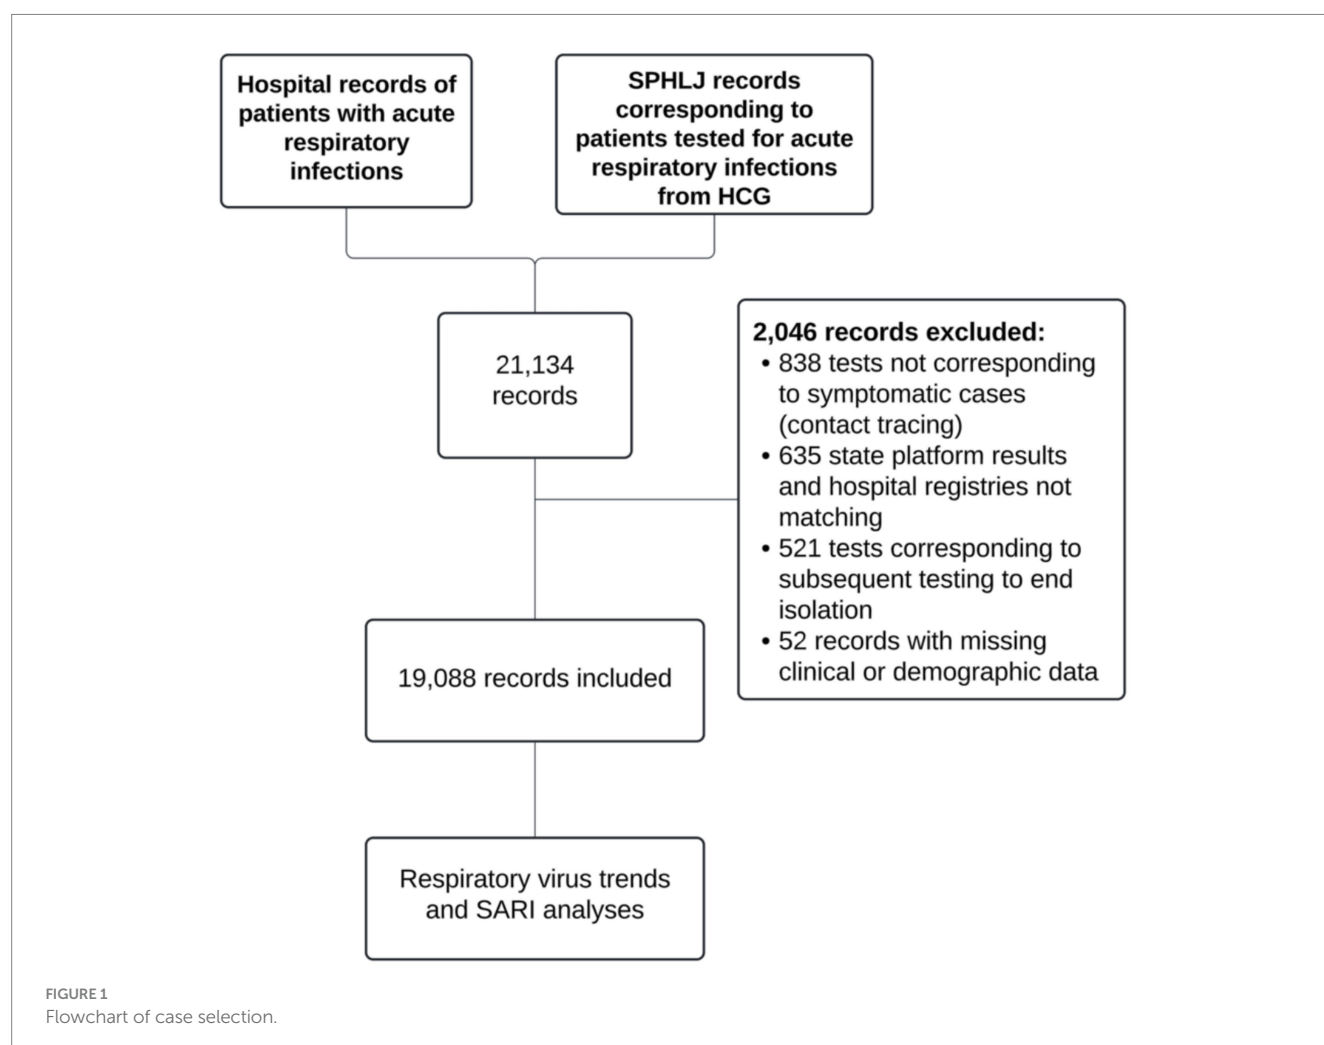 Hospital records of
patients with acute
respiratory
infections
SPHLJ records
corresponding to
patients tested for acute
respiratory infections
from HCG
21,134
records
2,046 records excluded:
• 838 tests not corresponding
to symptomatic cases
(contact tracing)
• 635 state platform results
and hospital registries not
matching
• 521 tests corresponding to
subsequent testing to end
isolation
• 52 records with missing
clinical or demographic data
19,088 records included
Respiratory virus trends
and SARI analyses
FIGURE 1
Flowchart of case selection.